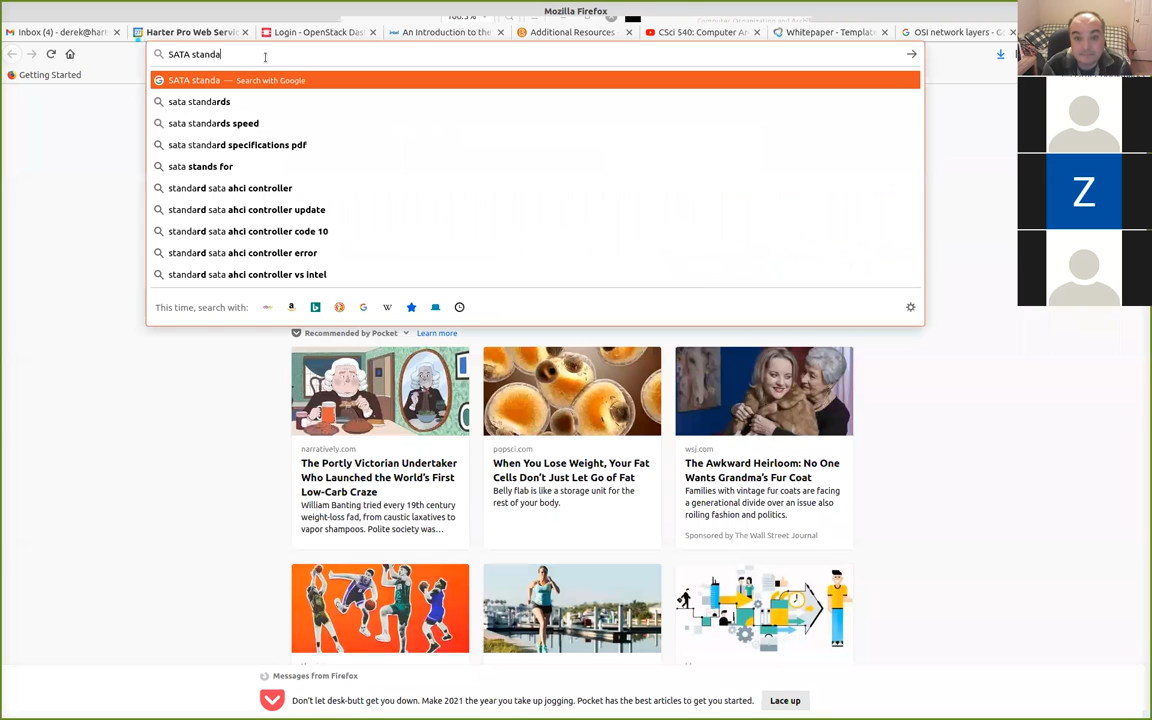 Mozilla Firefox
Inbox (4) - derek@har
Harter Pro Web Servi
Login - OpenStack Das
An Introduction to the
Additional Resources
CSci 540: Computer Ar
Whitepaper - Template
OSI network layers - G
SATA standa
Getting Started
SATA standa — Search with Google
sata standards
sata standards speed
sata standard specifications pdf
sata stands for
standard sata ahci controller
standard sata ahci controller update
standard sata ahci controller code 10
standard sata ahci controller error
standard sata ahci controller vs intel
This time, search with:
Recommended by Pocket
Learn more
narratively.com
The Portly Victorian Undertaker
Who Launched the World's First
Low-Carb Craze
William Banting tried every 19th century
weight-loss fad, from caustic laxatives to
vapor shampoos. Polite society was…
popsci.com
When You Lose Weight, Your Fat
Cells Don't Just Let Go of Fat
Belly flab is like a storage unit for the
rest of your body.
wsj.com
The Awkward Heirloom: No One
Wants Grandma's Fur Coat
Families with vintage fur coats are facing
a generational divide over an issue also
roiling fashion and politics.
Sponsored by The Wall Street Journal
Messages from Firefox
Don't let desk-butt get you down. Make 2021 the year you take up jogging. Pocket has the best articles to get you started.
Lace up
Z